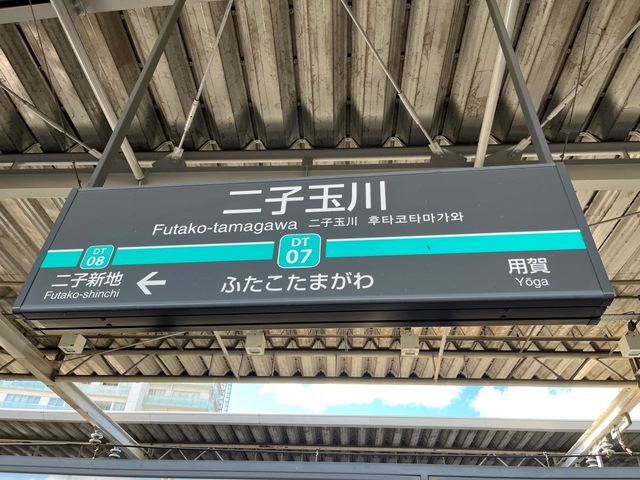 二子玉川
Futako-tamagawa 二子玉川 후타코타마가와
DT
08
DT
07
二子新地
Futako-shinchi
←
ふたこたまがわ
用賀
Yōga